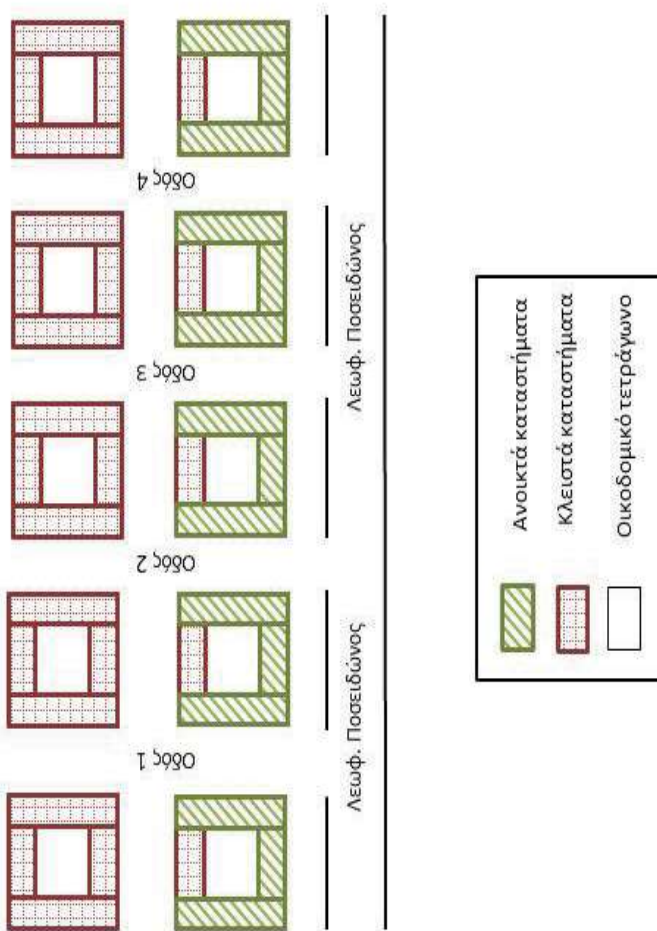 Οδός 4
Οδός 3
Οδός 2
Οδός 1
Λεωφ. Ποσειδώνος
Λεωφ. Ποσειδώνος
Ανοικτά καταστήματα
Κλειστά καταστήματα
Οικοδομικό τετράγωνο